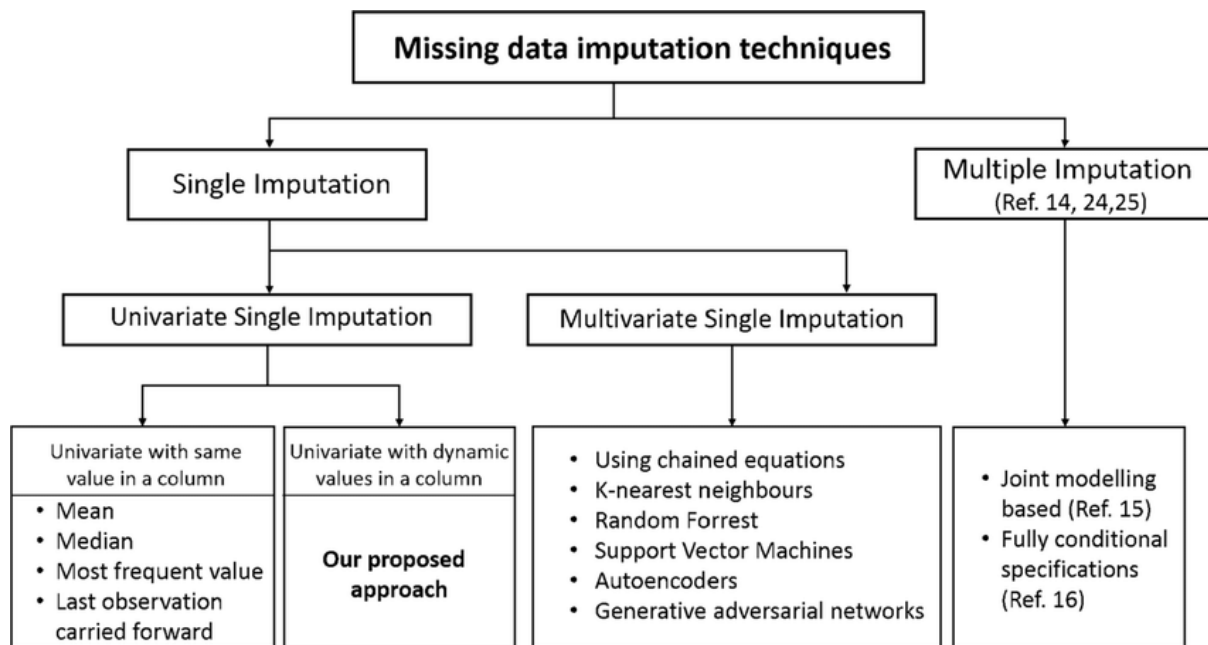 Missing data imputation techniques
Single Imputation
Multiple Imputation
(Ref. 14, 24,25)
Univariate Single Imputation
Multivariate Single Imputation
Univariate with same
value in a column
• Mean
• Median
• Most frequent value
• Last observation
carried forward
Univariate with dynamic
values in a column
Our proposed
approach
• Using chained equations
• K-nearest neighbours
• Random Forrest
• Support Vector Machines
• Autoencoders
• Generative adversarial networks
• Joint modelling
based (Ref. 15)
• Fully conditional
specifications
(Ref. 16)